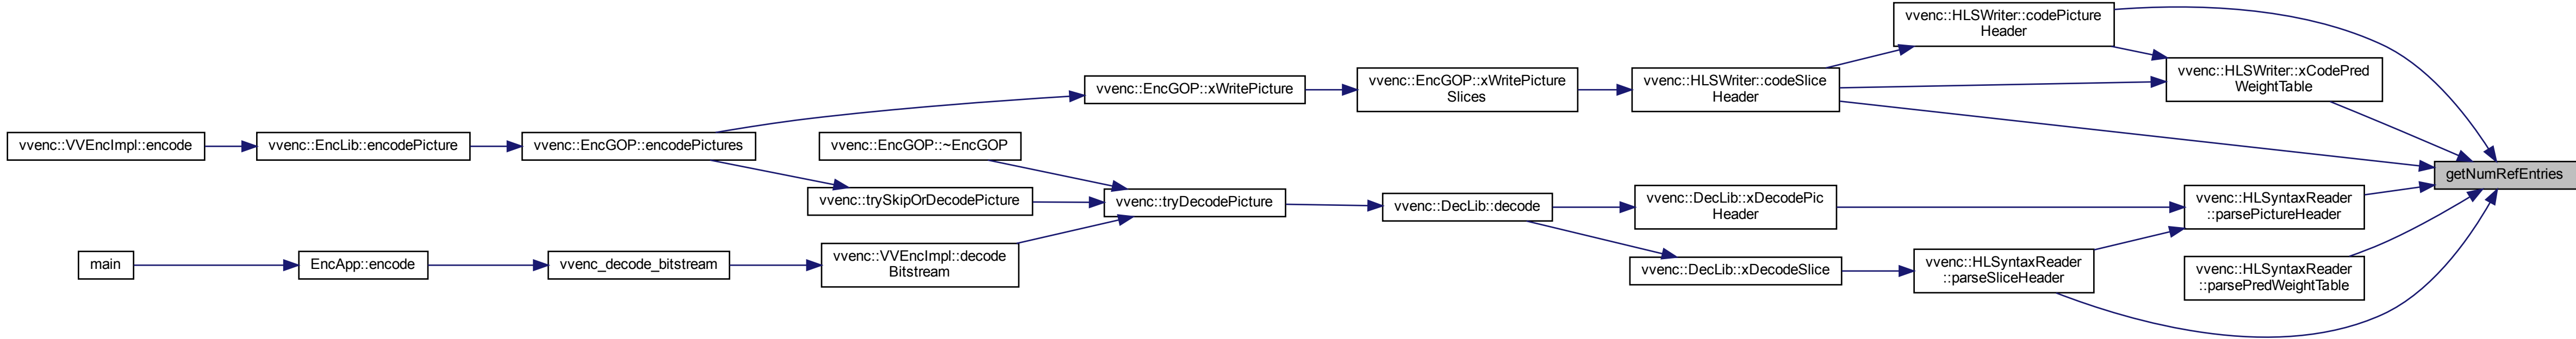 vvenc::HLSWriter::codePicture
Header
vvenc::HLSWriter::xCodePred
WeightTable
vvenc::EncGOP::xWritePicture
vvenc::EncGOP::xWritePicture
Slices
vvenc::HLSWriter::codeSlice
Header
vvenc::VVEncImpl::encode
vvenc::EncLib::encodePicture
vvenc::EncGOP::encodePictures
vvenc::EncGOP::~EncGOP
getNumRefEntries
vvenc::trySkipOrDecodePicture
vvenc::tryDecodePicture
vvenc::DecLib::decode
vvenc::DecLib::xDecodePic
Header
vvenc::HLSyntaxReader
::parsePictureHeader
main
EncApp::encode
vvenc_decode_bitstream
vvenc::VVEncImpl::decode
Bitstream
vvenc::DecLib::xDecodeSlice
vvenc::HLSyntaxReader
::parseSliceHeader
vvenc::HLSyntaxReader
::parsePredWeightTable